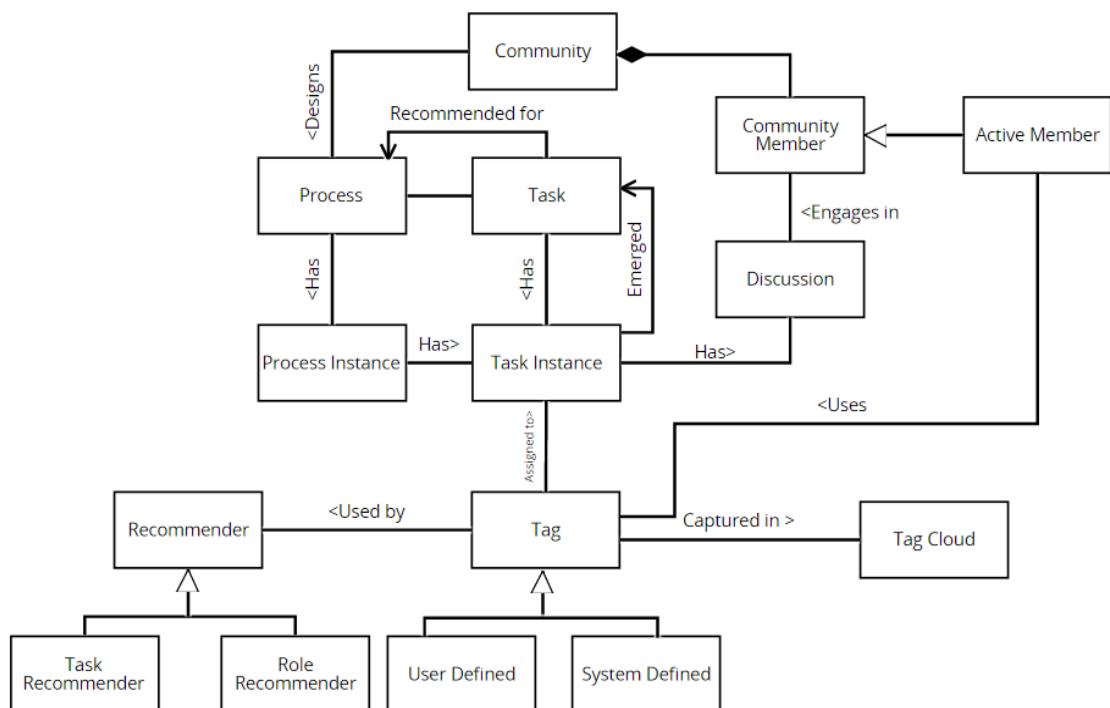 Community
<Designs
Recommended for
Community
Member
Active Member
Process
Task
<Engages in
<Has
<Has
Emerged
Discussion
Process Instance
Has>
Task Instance
Has>
<Uses
Assigned to>
Recommender
<Used by
Tag
Captured in >
Tag Cloud
Task
Recommender
Role
Recommender
User Defined
System Defined